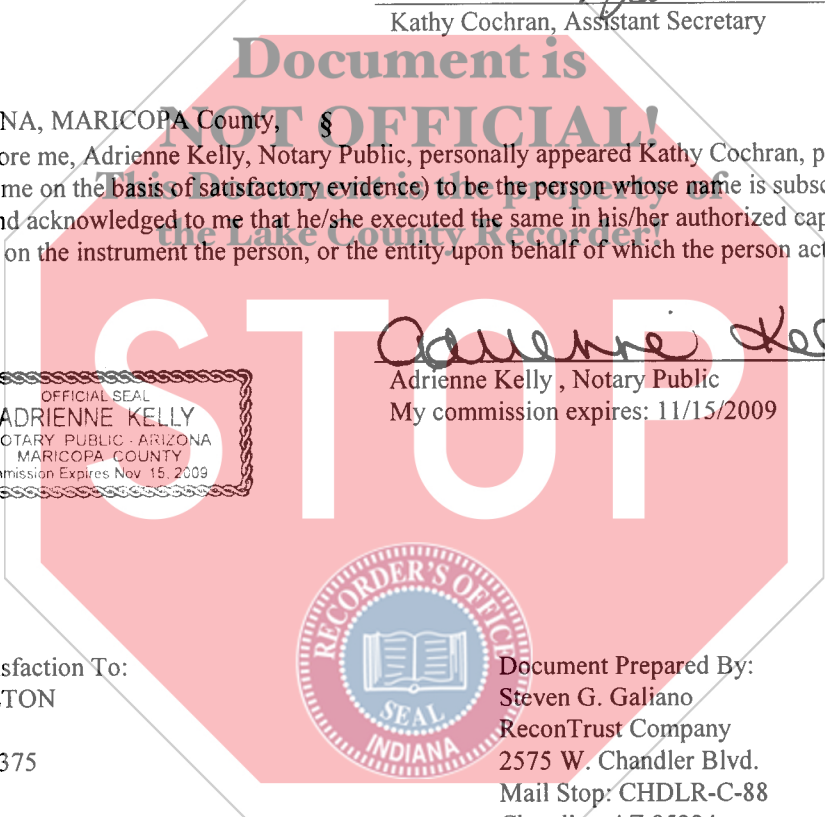 Kathy Cochran, Assistant Secretary
Document is
NOT OFFICIAL!
This Document is the property of
the Lake County Recorder!
NA, MARICOPA County, §
ore me, Adrienne Kelly, Notary Public, personally appeared Kathy Cochran, p
me on the basis of satisfactory evidence) to be the person whose name is subsc
nd acknowledged to me that he/she executed the same in his/her authorized cap
on the instrument the person, or the entity upon behalf of which the person act
STOP
Adrienne Kel
Adrienne Kelly , Notary Public
My commission expires: 11/15/2009
OFFICIAL SEAL
ADRIENNE KELLY
OTARY PUBLIC - ARIZONA
MARICOPA COUNTY
mmission Expires Nov. 15, 2009
RECORDER'S OFFICE
SEAL
INDIANA
sfaction To:
TON
375
Document Prepared By:
Steven G. Galiano
ReconTrust Company
2575 W. Chandler Blvd.
Mail Stop: CHDLR-C-88